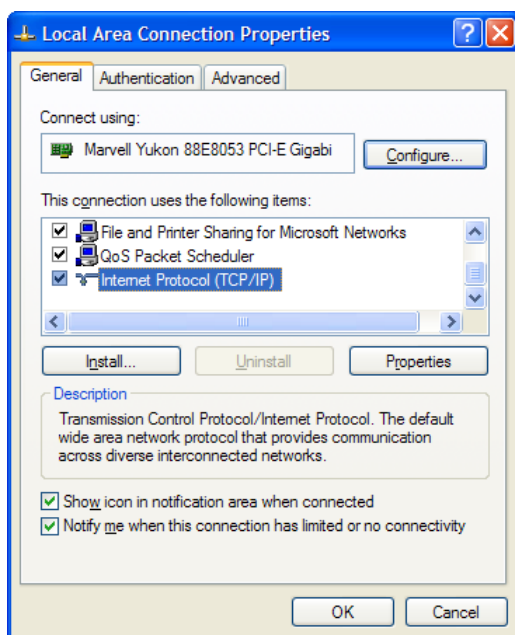 Local Area Connection Properties
General Authentication Advanced
Connect using:
Marvell Yukon 88E8053 PCI-E Gigabi
Configure...
This connection uses the following items:
File and Printer Sharing for Microsoft Networks
QoS Packet Scheduler
Internet Protocol (TCP/IP)
Install... Uninstall Properties
Description
Transmission Control Protocol/Internet Protocol. The default
wide area network protocol that provides communication
across diverse interconnected networks.
Show icon in notification area when connected
Notify me when this connection has limited or no connectivity
OK Cancel